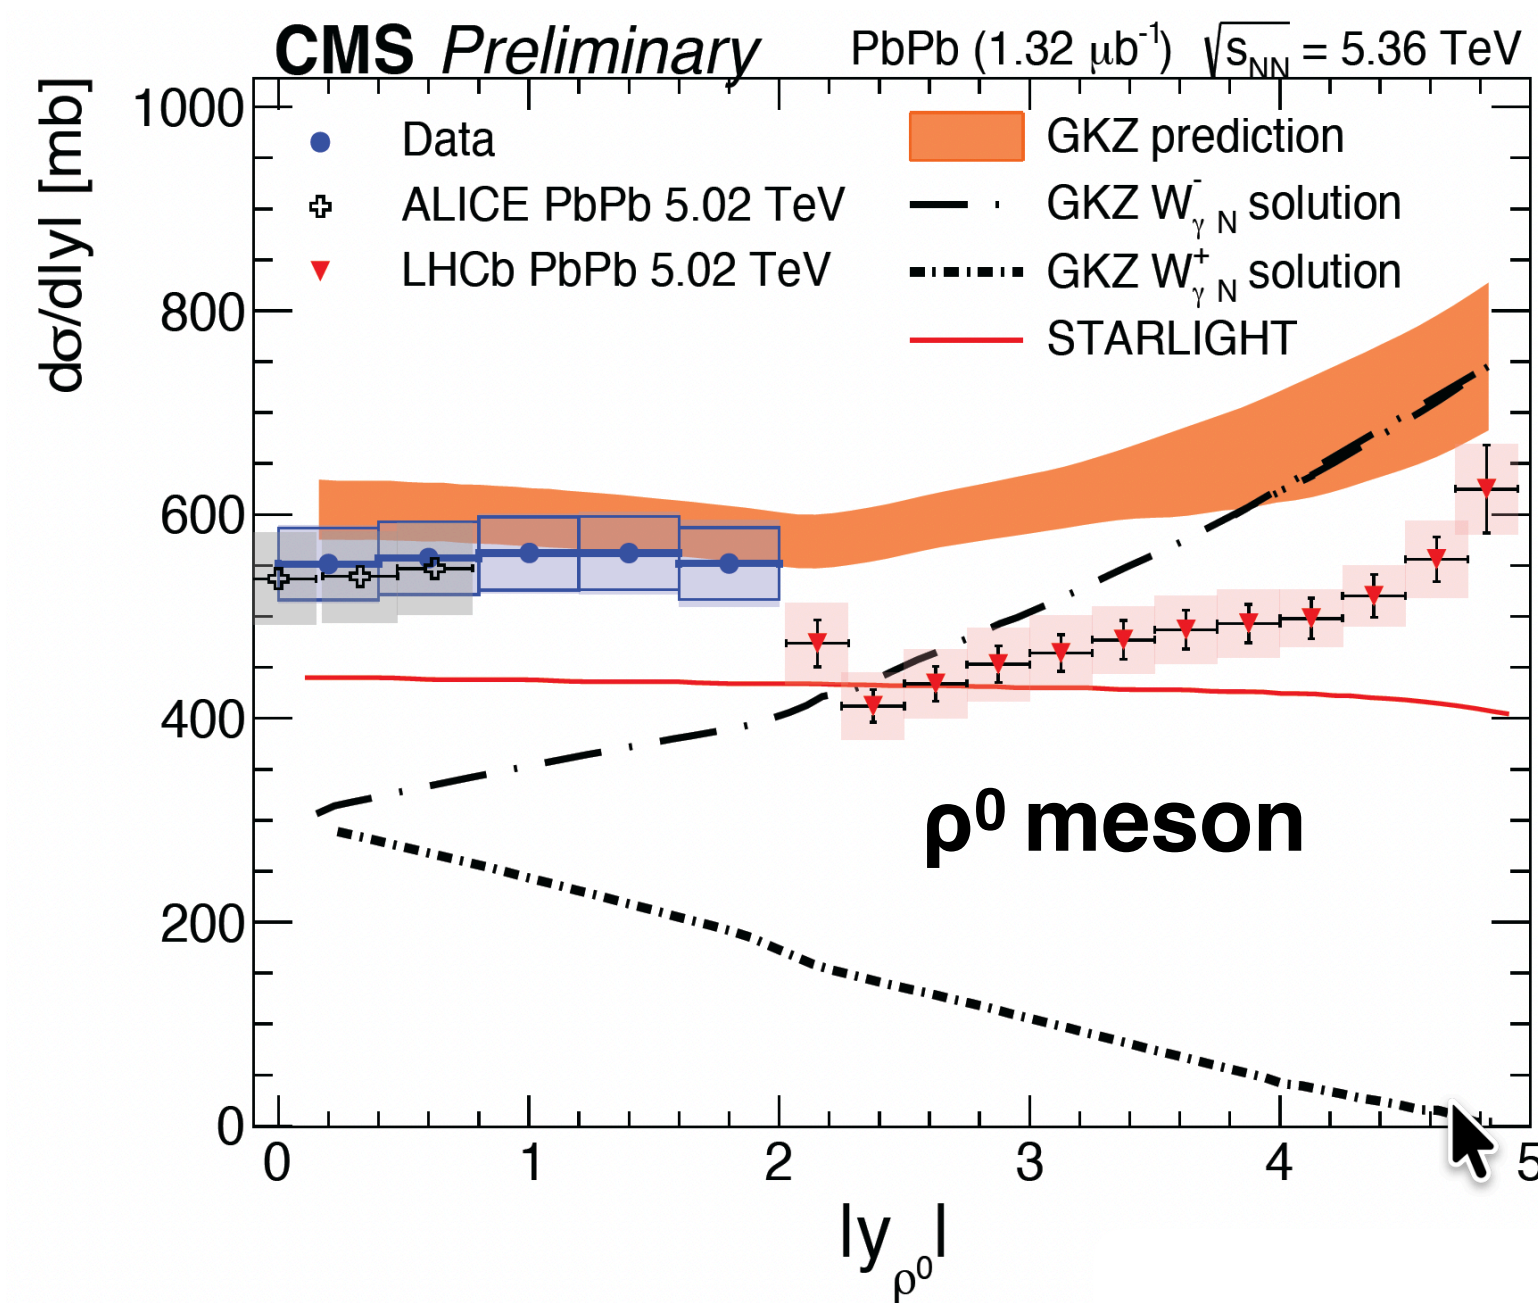 CMS Preliminary PbPb (1.32 μb⁻¹) √sNN = 5.36 TeV
dσ/d|y| [mb]
1000
800
600
400
200
0
Data
ALICE PbPb 5.02 TeV
LHCb PbPb 5.02 TeV
GKZ prediction
GKZ W⁻γ N solution
GKZ W⁺γ N solution
STARLIGHT
ρ⁰ meson
0 1 2 3 4 5
|yρ⁰|